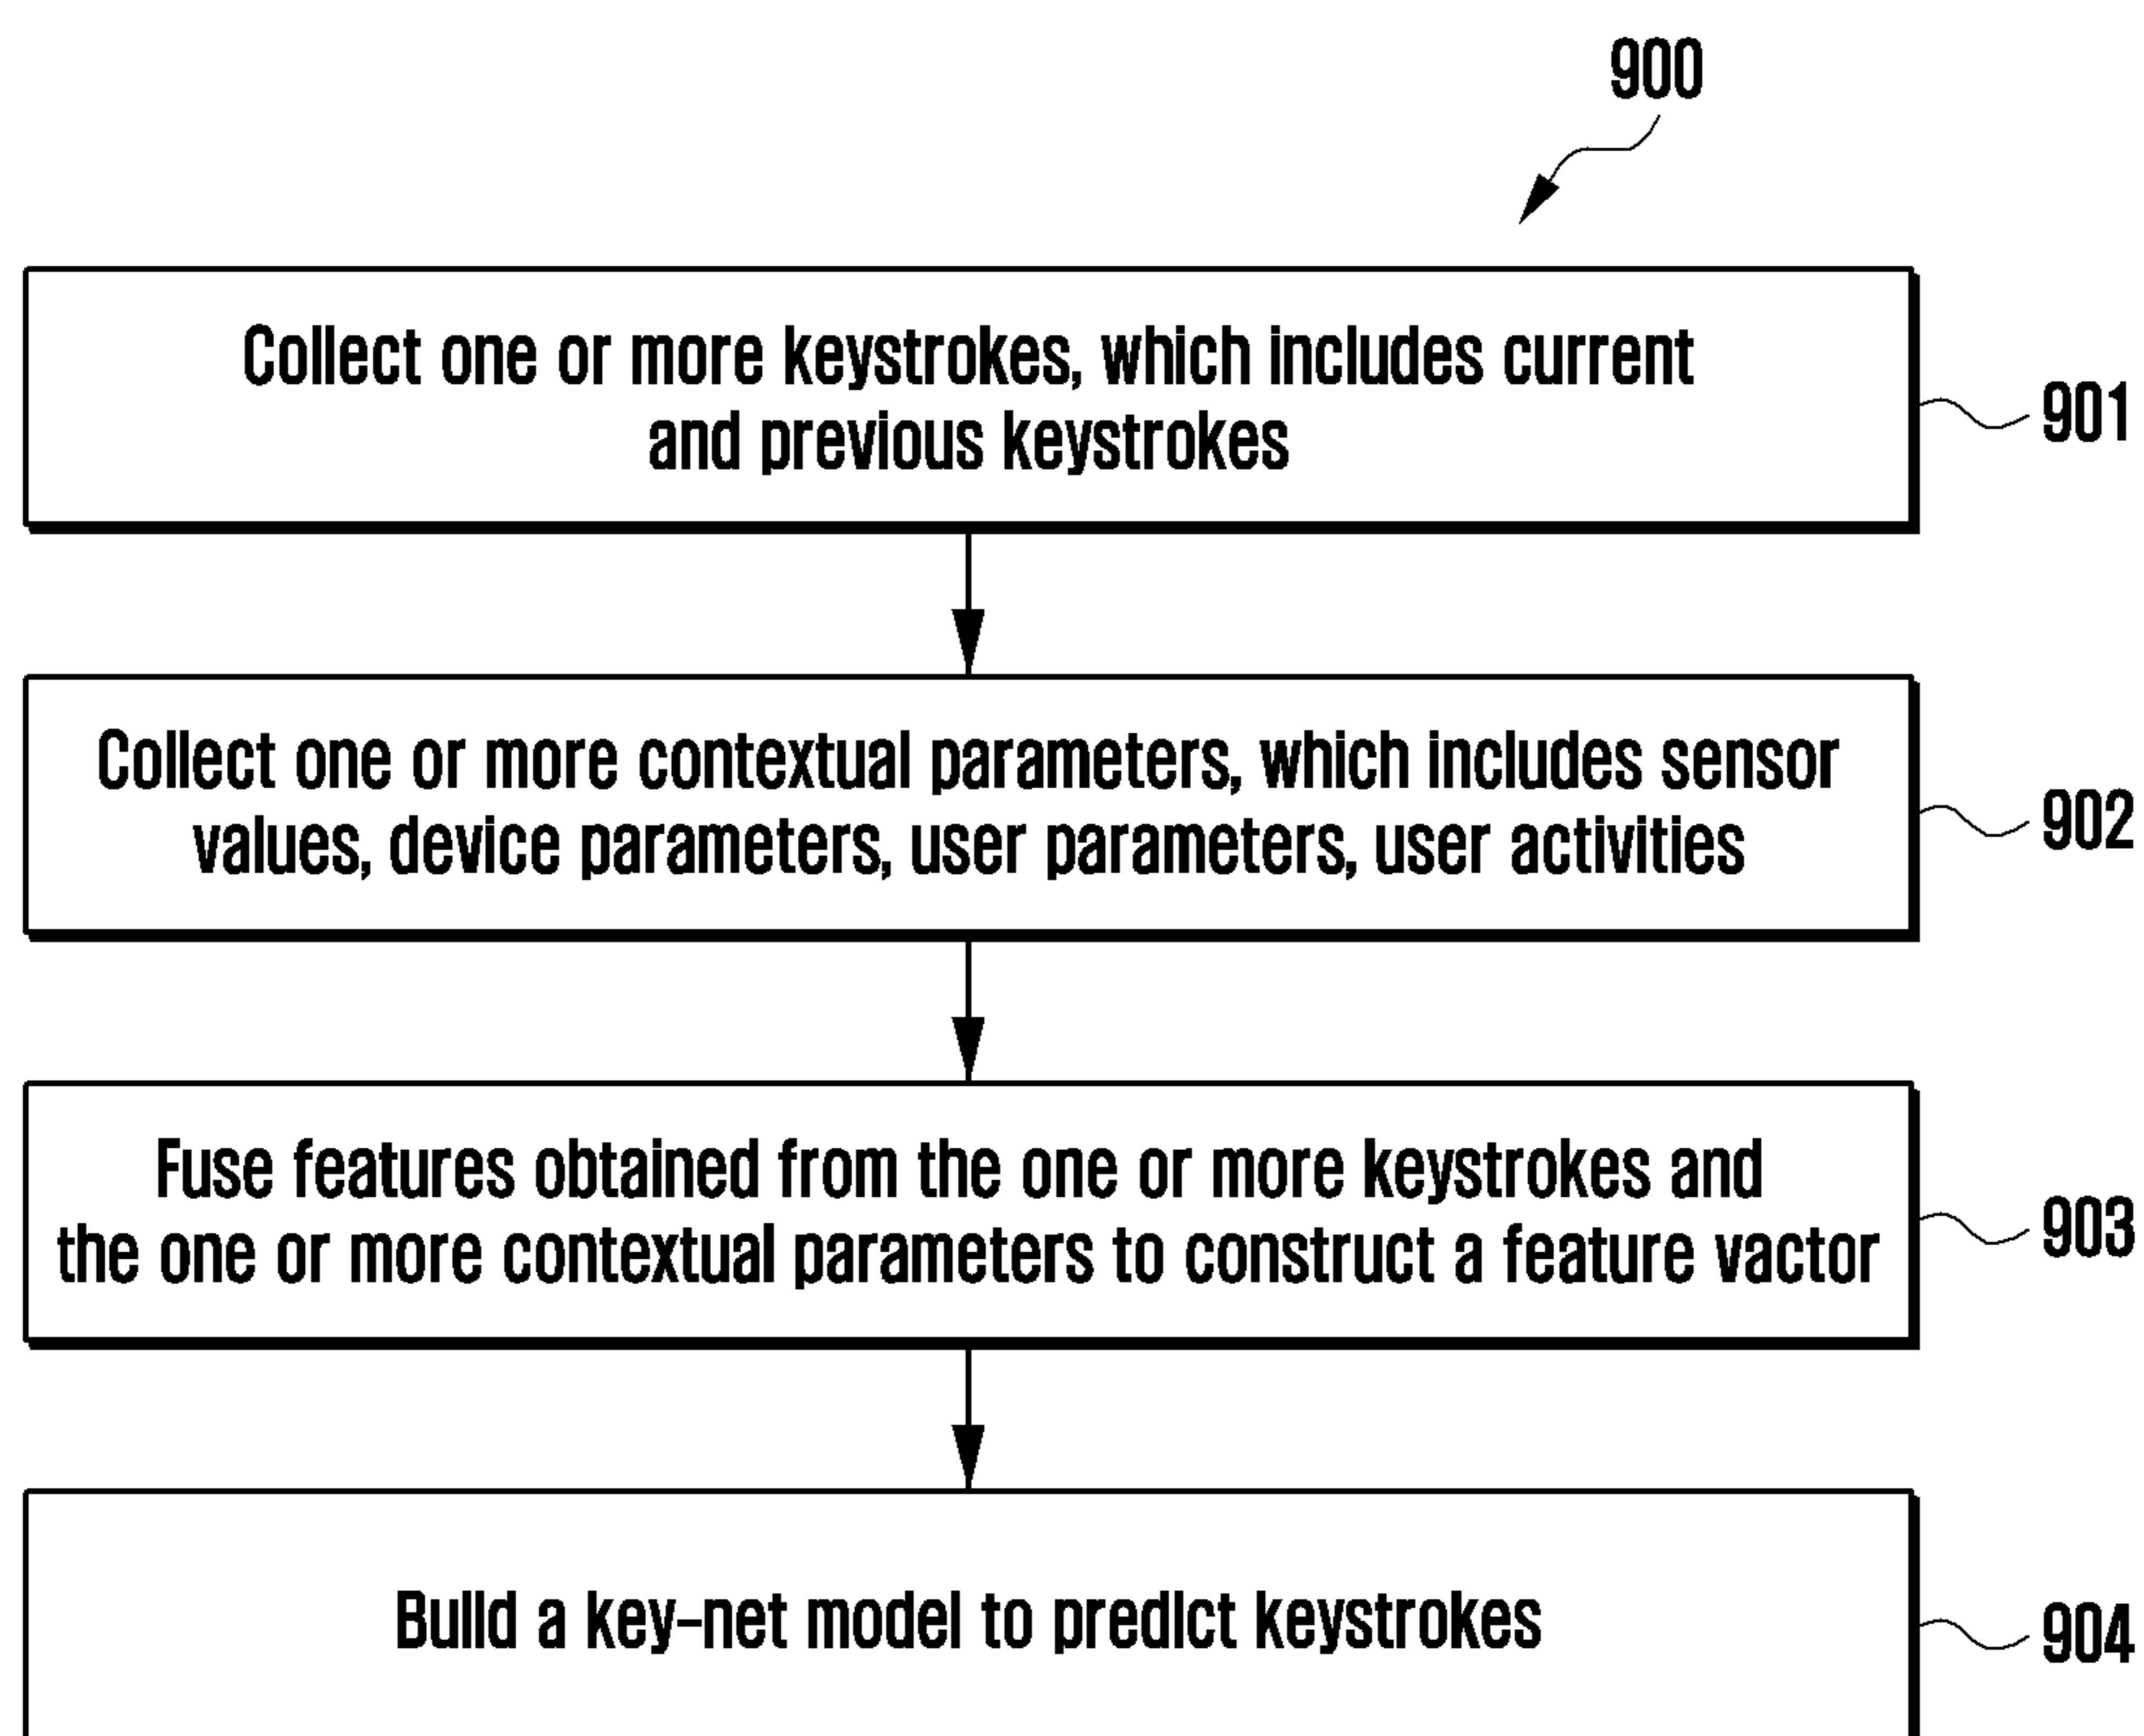 900
Collect one or more keystrokes, which includes current
and previous keystrokes
901
Collect one or more contextual parameters, which includes sensor
values, device parameters, user parameters, user activities
902
Fuse features obtained from the one or more keystrokes and
the one or more contextual parameters to construct a feature vactor
903
Build a key-net model to predict keystrokes
904